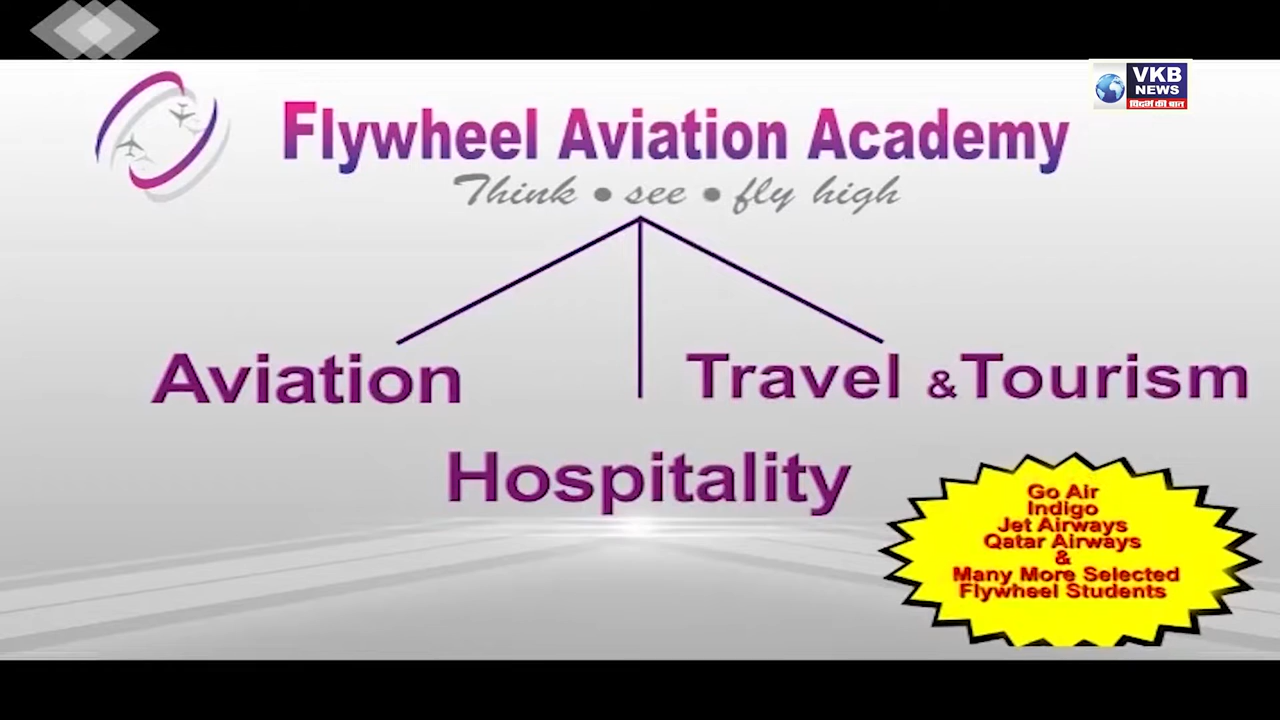 VKB
NEWS
विदर्भ की बात
Flywheel Aviation Academy
Think • see • fly high
Aviation
Travel & Tourism
Hospitality
Go Air
Indigo
Jet Airways
Qatar Airways
&
Many More Selected
Flywheel Students